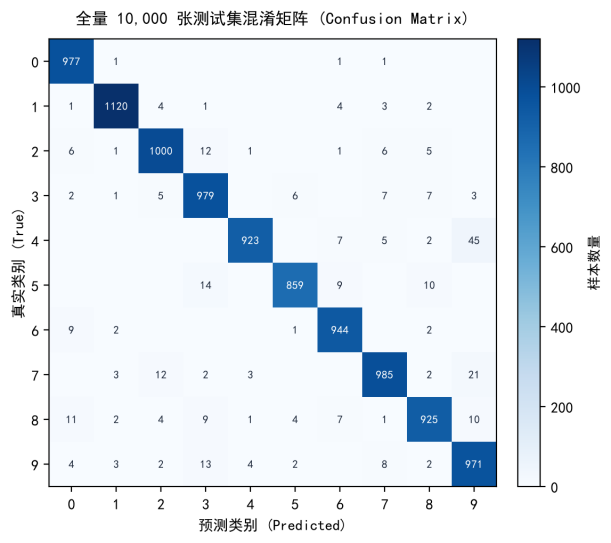 全量 10,000 张测试集混淆矩阵 (Confusion Matrix)
0 977 1 1 1
1 1 1120 4 1 4 3 2
2 6 1 1000 12 1 1 6 5
3 2 1 5 979 6 7 7 3
4 923 7 5 2 45
5 14 859 9 10
6 9 2 1 944 2
7 3 12 2 3 985 2 21
8 11 2 4 9 1 4 7 1 925 10
9 4 3 2 13 4 2 8 2 971
0 1 2 3 4 5 6 7 8 9
预测类别 (Predicted)
真实类别 (True)
1000
800
600
400
200
0
样本数量